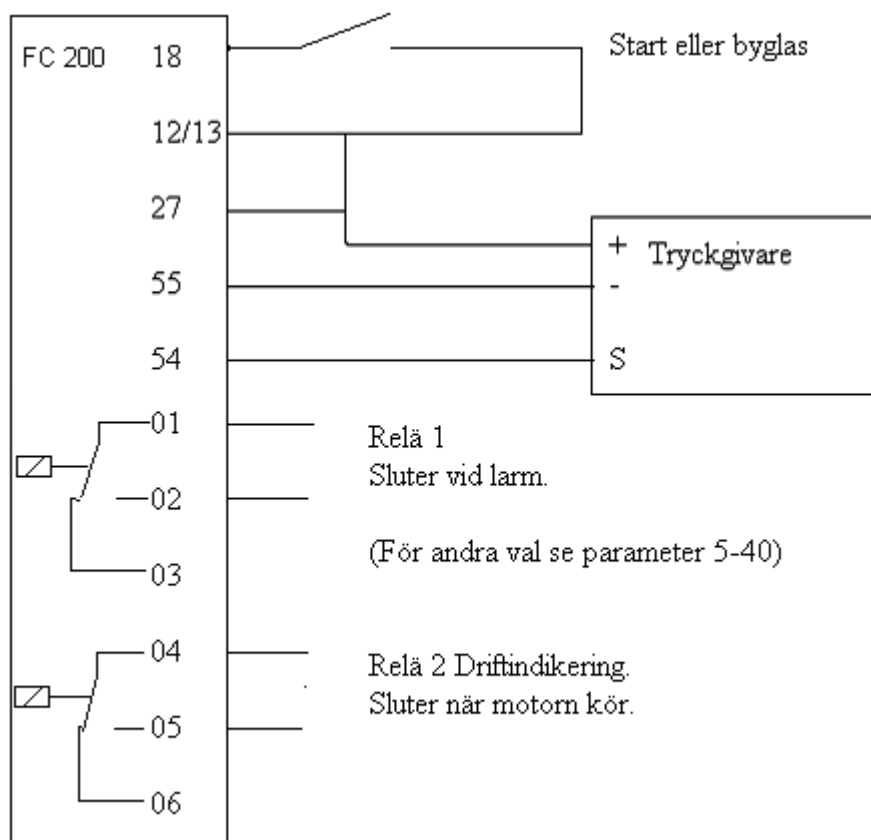 FC 200 18
Start eller byglas
12/13
27
+ Tryckgivare
55 -
54 S
01
Relä 1
Sluter vid larm.
02
(För andra val se parameter 5-40)
03
04
Relä 2 Driftindikering.
Sluter när motorn kör.
05
06